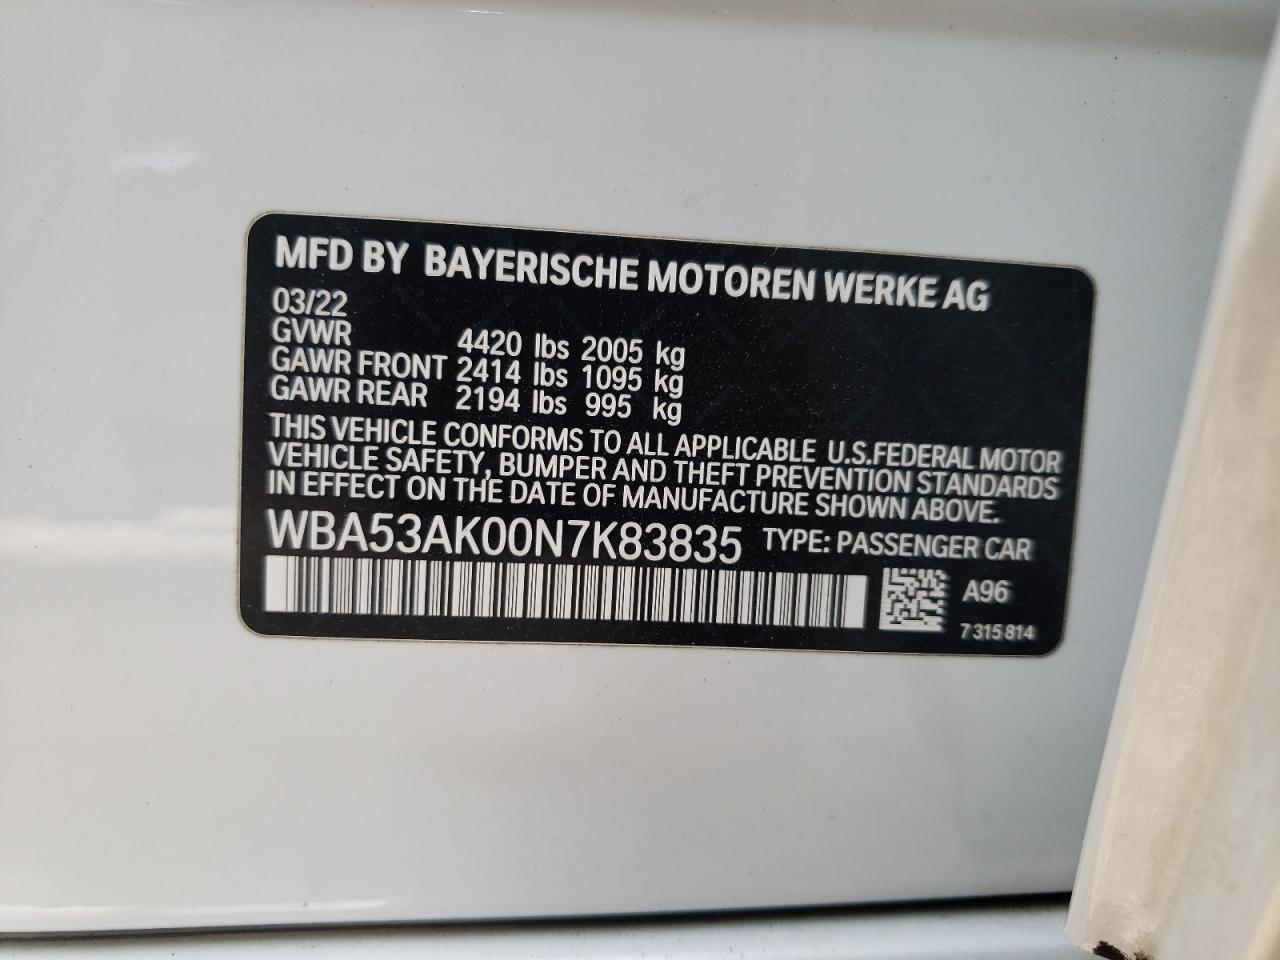 MFD BY BAYERISCHE MOTOREN WERKE AG
03/22
GVWR 4420 lbs 2005 kg
GAWR FRONT 2414 lbs 1095 kg
GAWR REAR 2194 lbs 995 kg
THIS VEHICLE CONFORMS TO ALL APPLICABLE U.S.FEDERAL MOTOR
VEHICLE SAFETY, BUMPER AND THEFT PREVENTION STANDARDS
IN EFFECT ON THE DATE OF MANUFACTURE SHOWN ABOVE.
WBA53AK00N7K83835 TYPE: PASSENGER CAR
A96
7 315 814